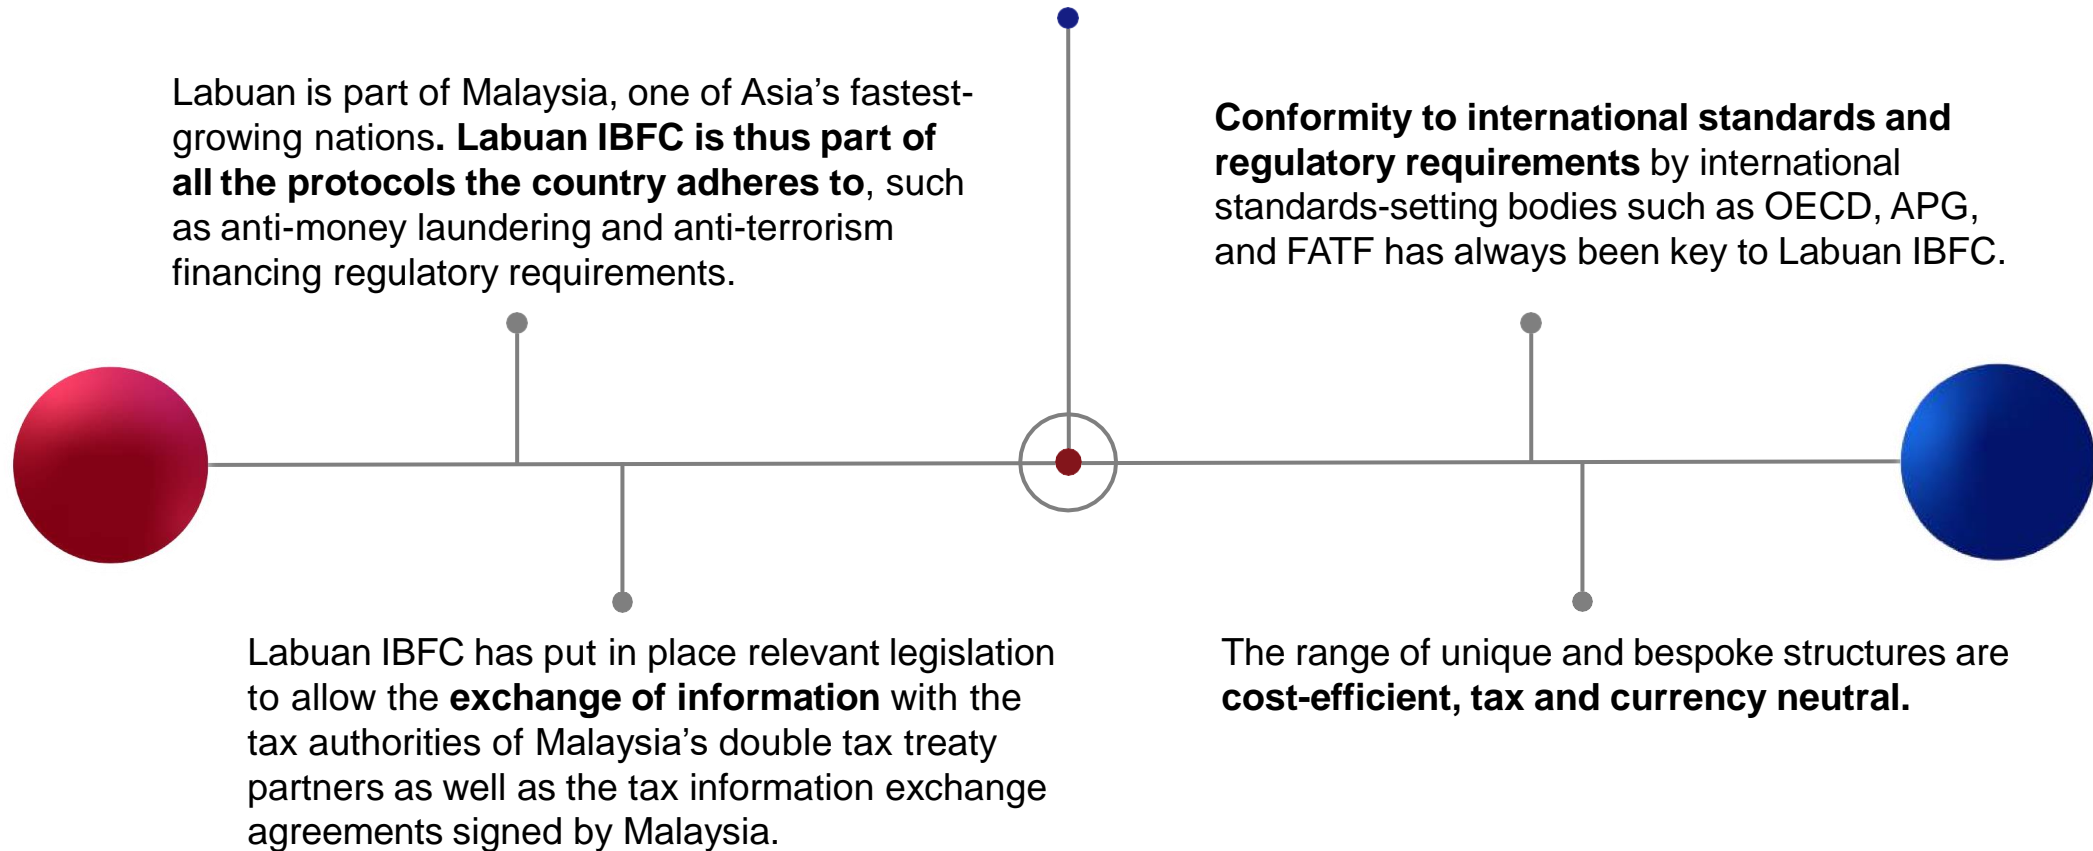 Labuan is part of Malaysia, one of Asia’s fastest-
growing nations. Labuan IBFC is thus part of
all the protocols the country adheres to, such
as anti-money laundering and anti-terrorism
financing regulatory requirements.
Conformity to international standards and
regulatory requirements by international
standards-setting bodies such as OECD, APG,
and FATF has always been key to Labuan IBFC.
Labuan IBFC has put in place relevant legislation
to allow the exchange of information with the
tax authorities of Malaysia’s double tax treaty
partners as well as the tax information exchange
agreements signed by Malaysia.
The range of unique and bespoke structures are
cost-efficient, tax and currency neutral.